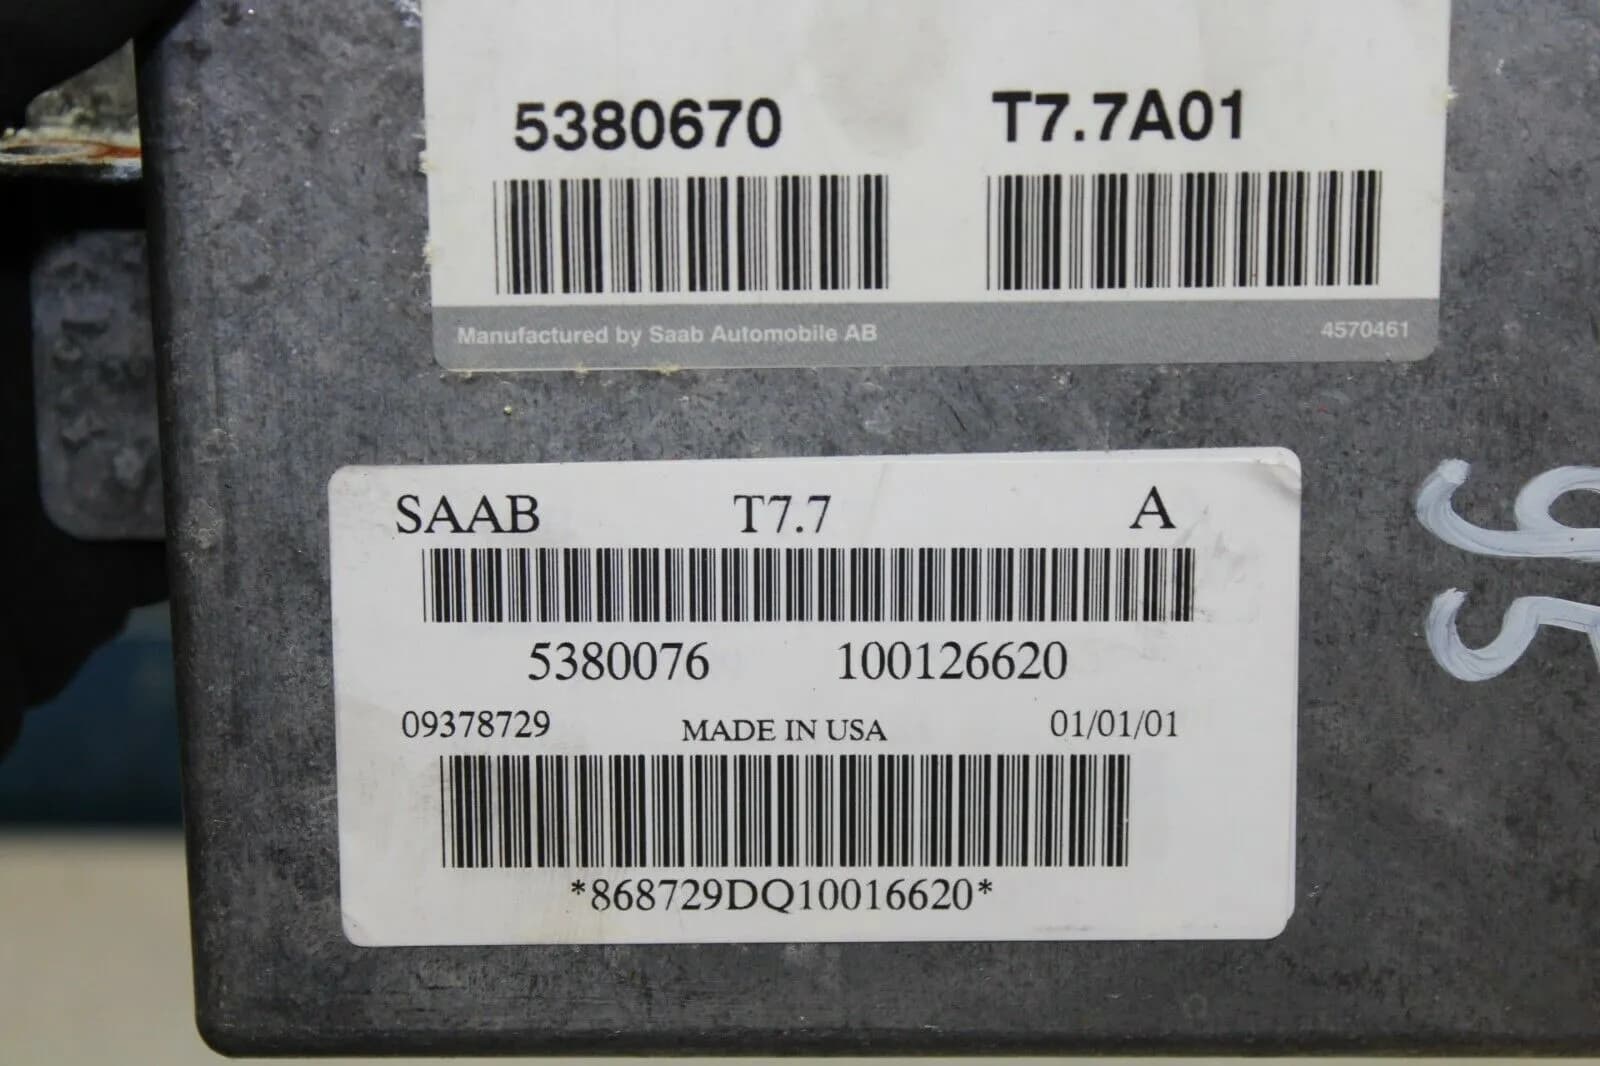 5380670 T7.7A01
Manufactured by Saab Automobile AB 4570461
SAAB T7.7 A
5380076 100126620
09378729 MADE IN USA 01/01/01
*868729DQ10016620*
95